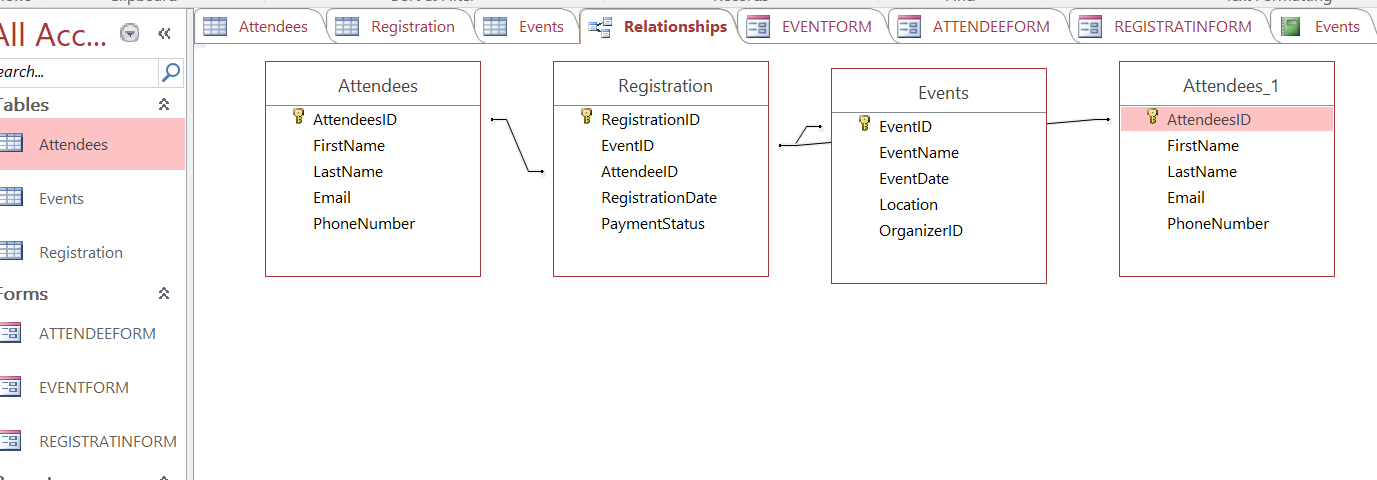 All Acc...
earch...
Tables
Attendees
Events
Registration
Forms
ATTENDEEFORM
EVENTFORM
REGISTRATINFORM
Attendees
Registration
Events
Relationships
EVENTFORM
ATTENDEEFORM
REGISTRATINFORM
Events
Attendees
AttendeesID
FirstName
LastName
Email
PhoneNumber
Registration
RegistrationID
EventID
AttendeeID
RegistrationDate
PaymentStatus
Events
EventID
EventName
EventDate
Location
OrganizerID
Attendees_1
AttendeesID
FirstName
LastName
Email
PhoneNumber